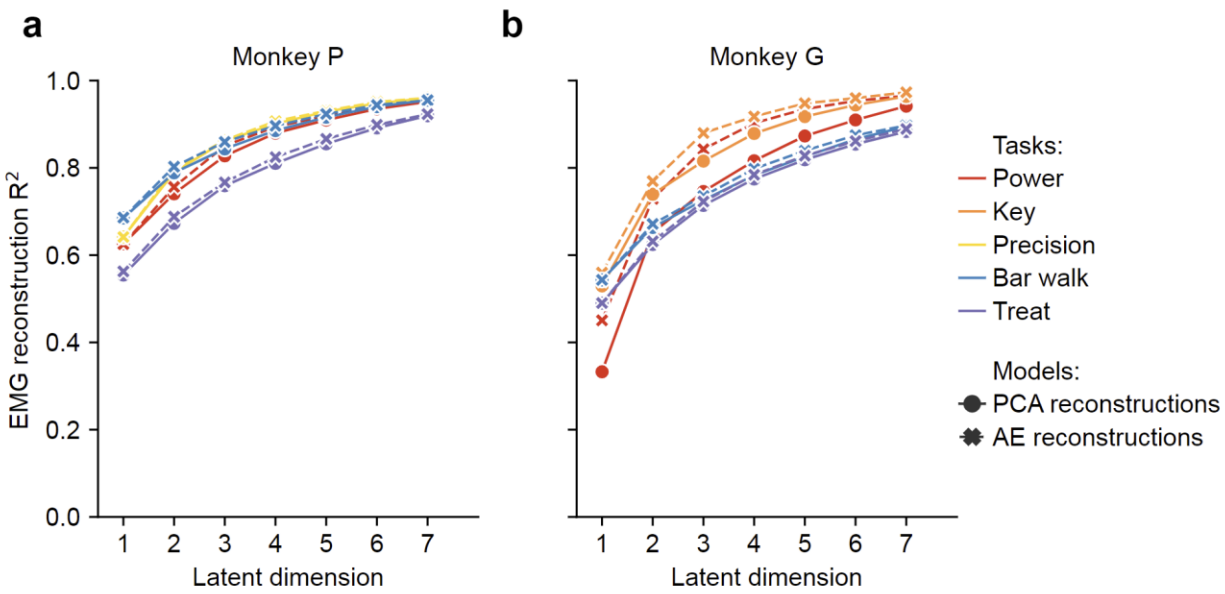 a
Monkey P
EMG reconstruction R²
1.0
0.8
0.6
0.4
0.2
0.0
1 2 3 4 5 6 7
Latent dimension
b
Monkey G
1 2 3 4 5 6 7
Latent dimension
Tasks:
Power
Key
Precision
Bar walk
Treat
Models:
PCA reconstructions
AE reconstructions